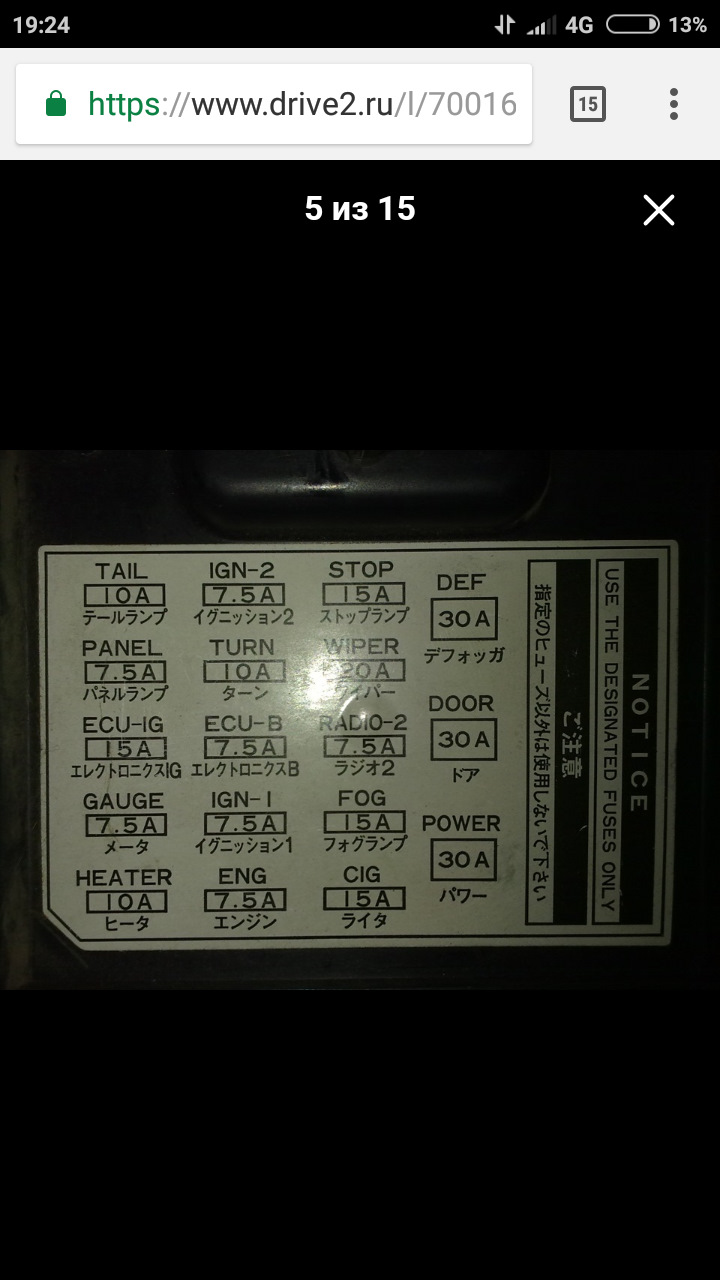 19:24
4G
13%
https://www.drive2.ru/l/70016
15
5 из 15
TAIL
10A
テールランプ
IGN-2
7.5A
イグニッション2
STOP
15A
ストップランプ
DEF
30A
デフォッガ
PANEL
7.5A
パネルランプ
TURN
10A
ターン
WIPER
20A
ワイパー
DOOR
30A
ドア
ECU-IG
15A
エレクトロニクスIG
ECU-B
7.5A
エレクトロニクスB
RADIO-2
7.5A
ラジオ2
GAUGE
7.5A
メータ
IGN-1
7.5A
イグニッション1
FOG
15A
フォグランプ
POWER
30A
パワー
HEATER
10A
ヒータ
ENG
7.5A
エンジン
CIG
15A
ライタ
NOTICE
USE THE DESIGNATED FUSES ONLY
ご注意
指定のヒューズ以外は使用しないで下さい